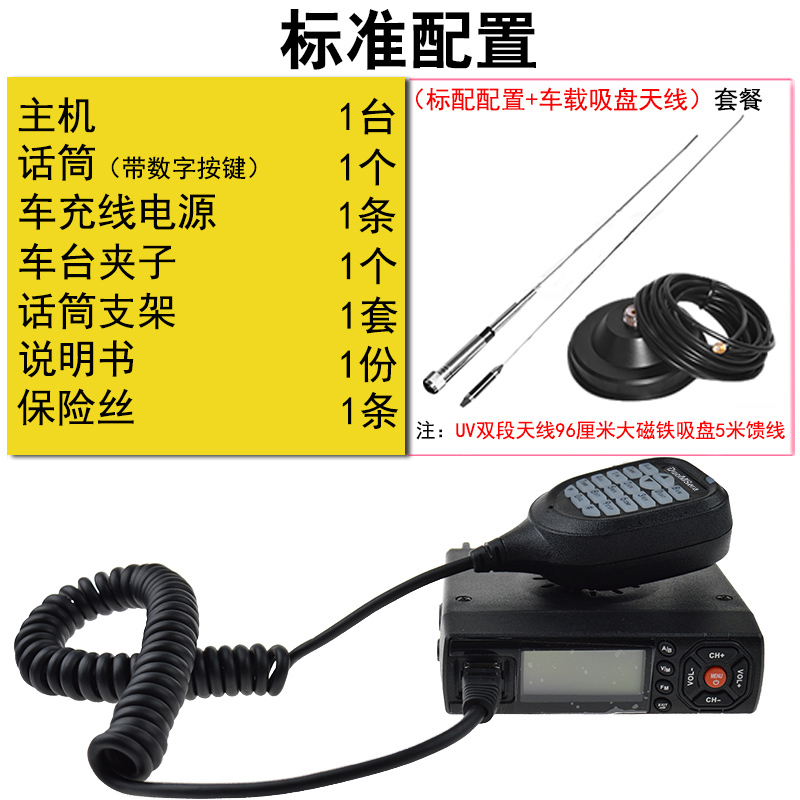 标准配置
主机 1台
话筒（带数字按键） 1个
车充线电源 1条
车台夹子 1个
话筒支架 1套
说明书 1份
保险丝 1条
（标配配置+车载吸盘天线）套餐
注：UV双段天线96厘米大磁铁吸盘5米馈线
A/B
V/M
FM
EXIT
CH+
VOL-
MENU
VOL+
CH-